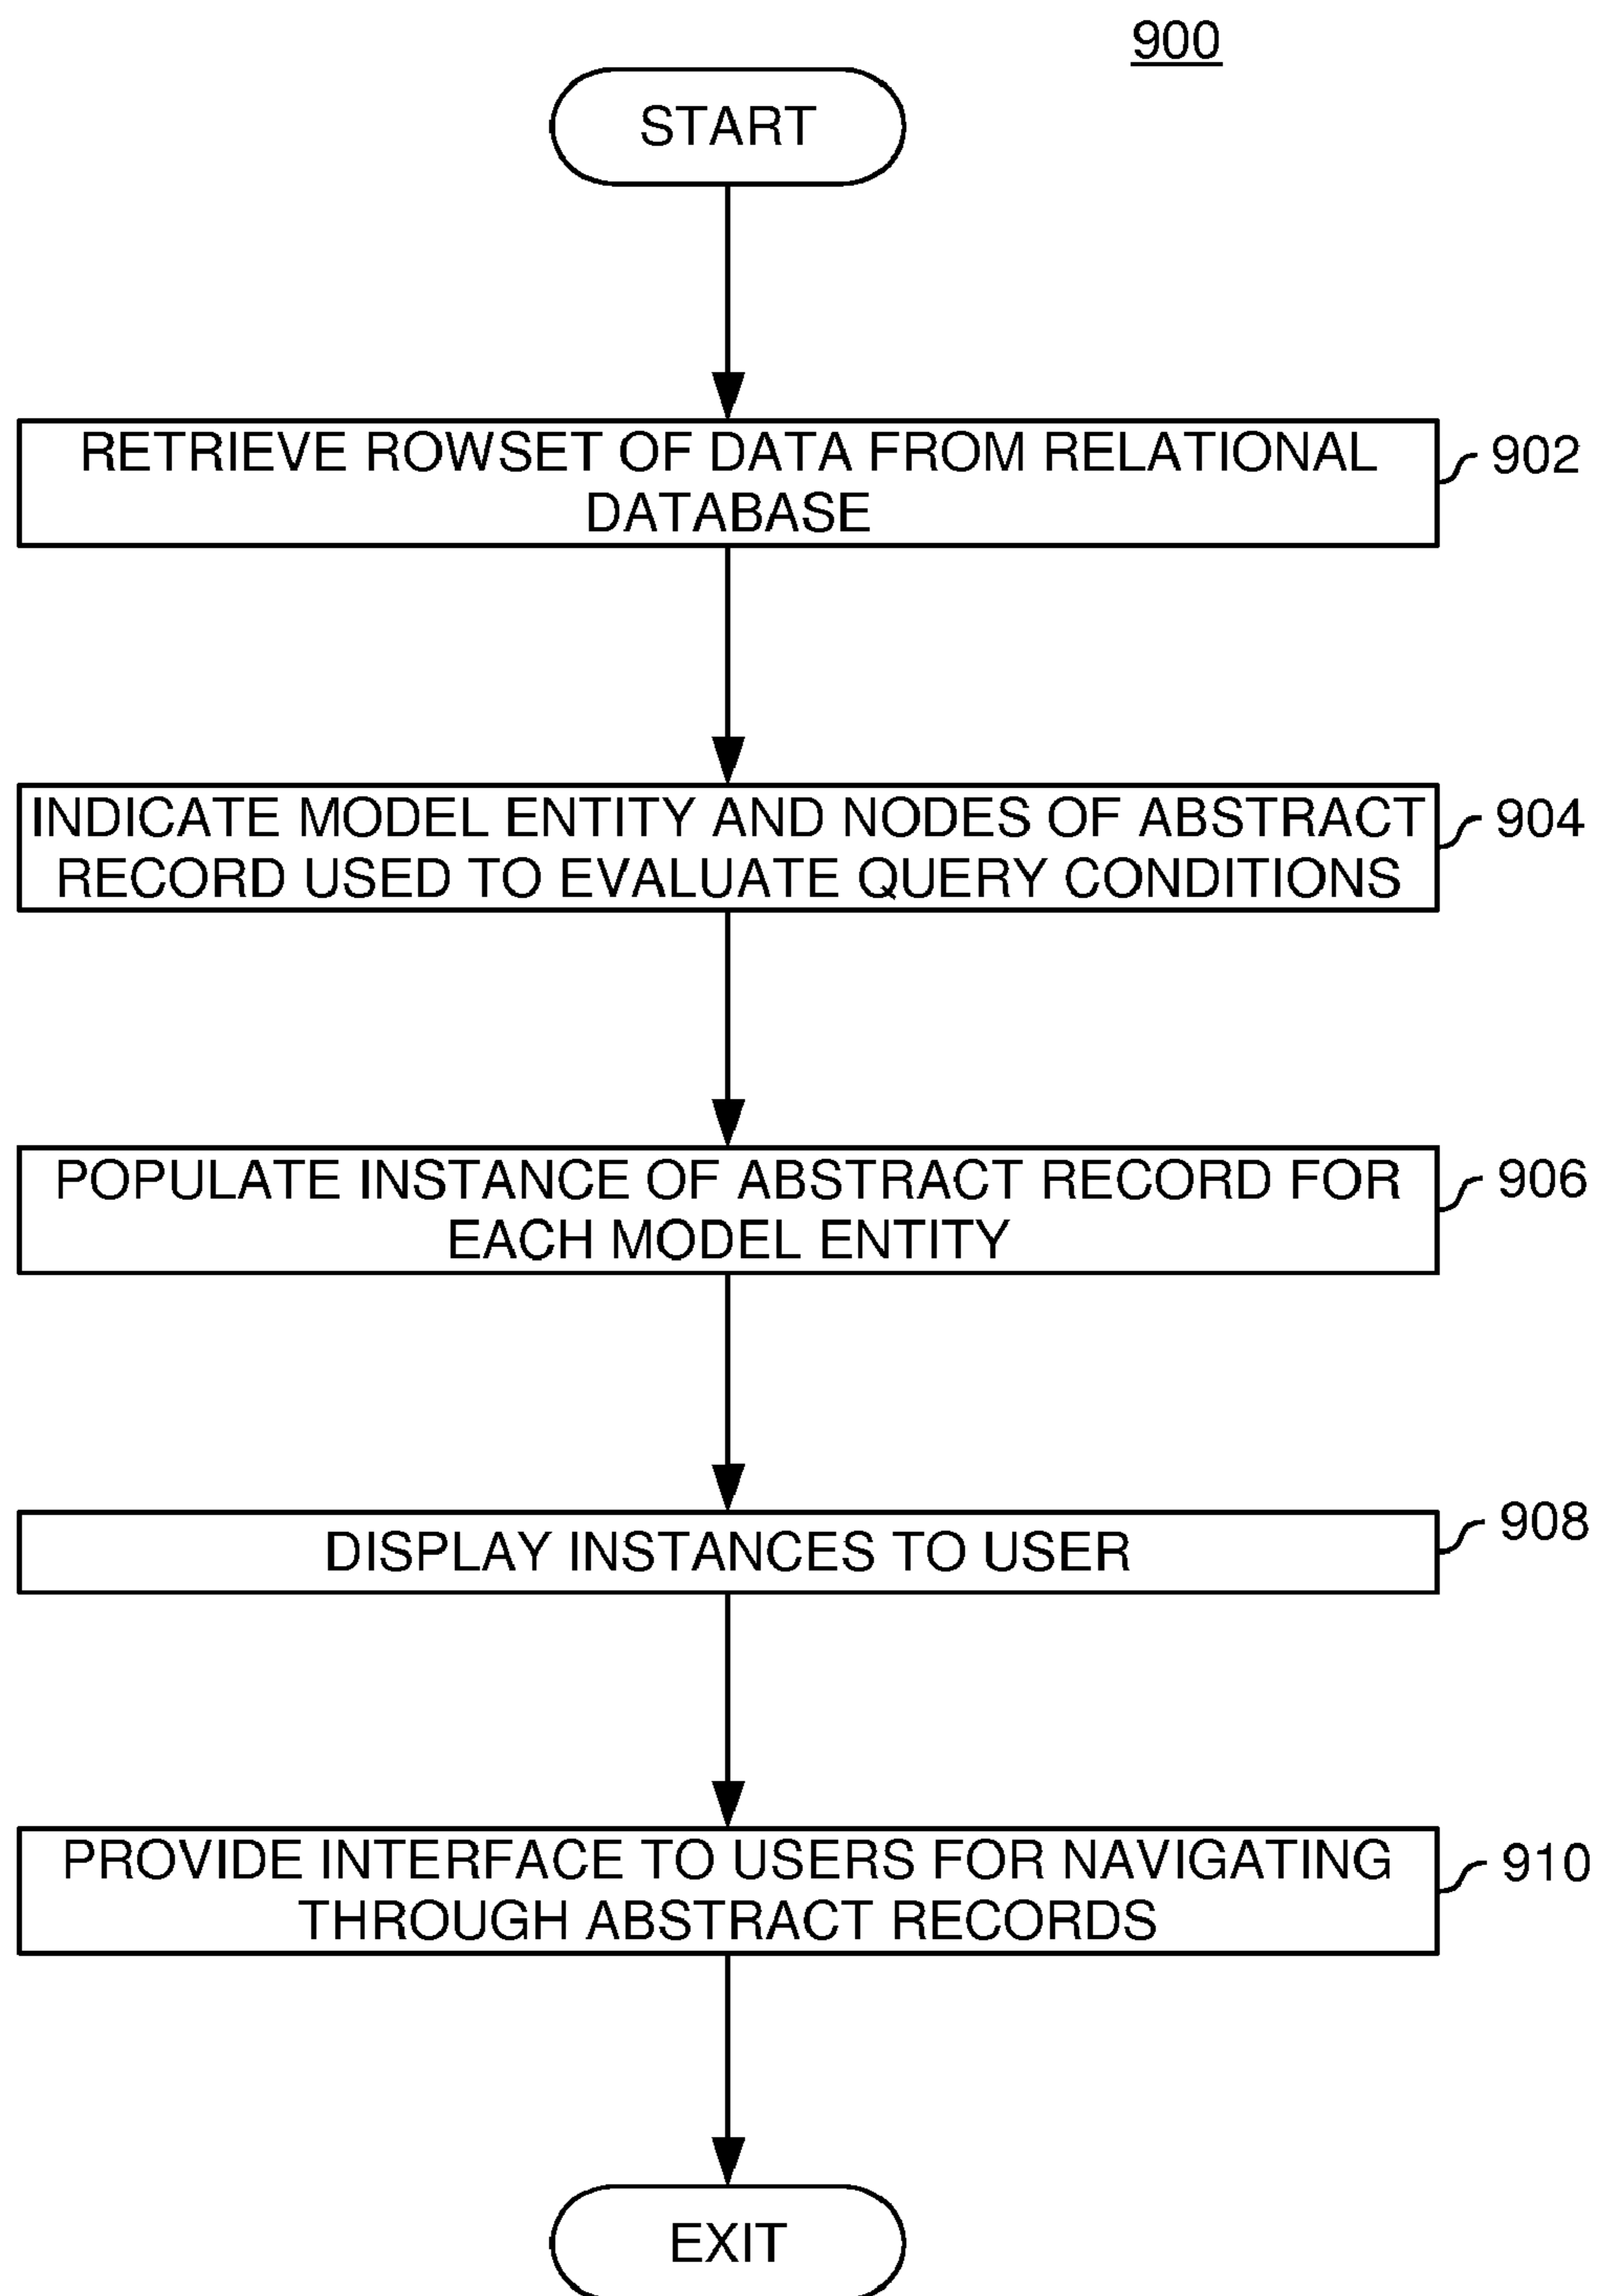 900
START
RETRIEVE ROWSET OF DATA FROM RELATIONAL
DATABASE
902
INDICATE MODEL ENTITY AND NODES OF ABSTRACT
RECORD USED TO EVALUATE QUERY CONDITIONS
904
POPULATE INSTANCE OF ABSTRACT RECORD FOR
EACH MODEL ENTITY
906
DISPLAY INSTANCES TO USER
908
PROVIDE INTERFACE TO USERS FOR NAVIGATING
THROUGH ABSTRACT RECORDS
910
EXIT